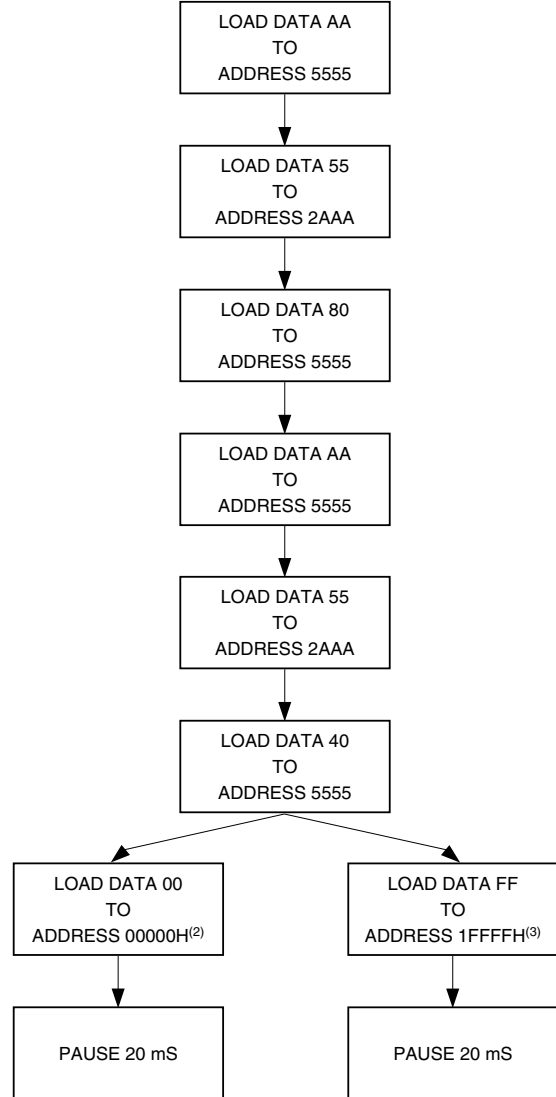 LOAD DATA AA
TO
ADDRESS 5555
LOAD DATA 55
TO
ADDRESS 2AAA
LOAD DATA 80
TO
ADDRESS 5555
LOAD DATA AA
TO
ADDRESS 5555
LOAD DATA 55
TO
ADDRESS 2AAA
LOAD DATA 40
TO
ADDRESS 5555
LOAD DATA 00
TO
ADDRESS 00000H(2)
PAUSE 20 mS
LOAD DATA FF
TO
ADDRESS 1FFFFH(3)
PAUSE 20 mS